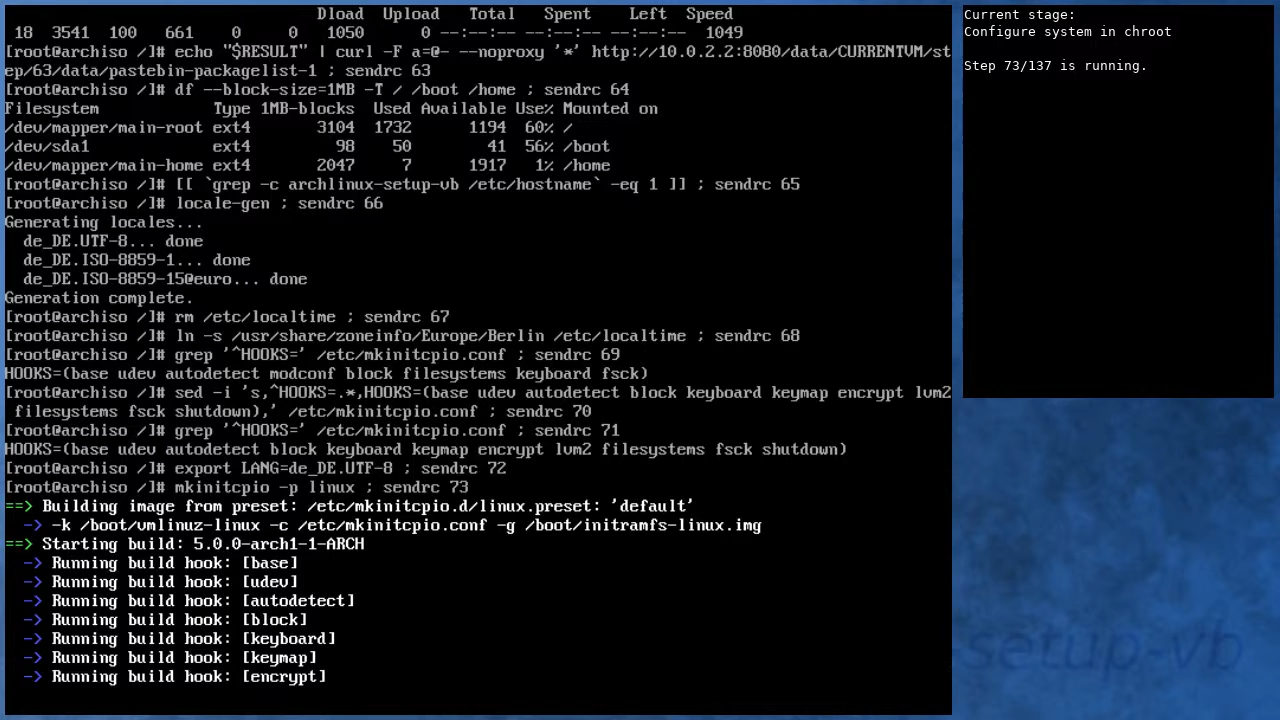 Dload  Upload   Total   Spent    Left  Speed
 18  3541  100   661    0     0   1050      0 --:--:-- --:--:-- --:--:--  1049
[root@archiso /]# echo "$RESULT" | curl -F a=@- --noproxy '*' http://10.0.2.2:8080/data/CURRENTVM/st
ep/63/data/pastebin-packagelist-1 ; sendrc 63
[root@archiso /]# df --block-size=1MB -T / /boot /home ; sendrc 64
Filesystem            Type 1MB-blocks  Used Available Use% Mounted on
/dev/mapper/main-root ext4       3104  1732      1194  60% /
/dev/sda1             ext4         98    50        41  56% /boot
/dev/mapper/main-home ext4       2047     7      1917   1% /home
[root@archiso /]# [[ `grep -c archlinux-setup-vb /etc/hostname` -eq 1 ]] ; sendrc 65
[root@archiso /]# locale-gen ; sendrc 66
Generating locales...
  de_DE.UTF-8... done
  de_DE.ISO-8859-1... done
  de_DE.ISO-8859-15@euro... done
Generation complete.
[root@archiso /]# rm /etc/localtime ; sendrc 67
[root@archiso /]# ln -s /usr/share/zoneinfo/Europe/Berlin /etc/localtime ; sendrc 68
[root@archiso /]# grep '^HOOKS=' /etc/mkinitcpio.conf ; sendrc 69
HOOKS=(base udev autodetect modconf block filesystems keyboard fsck)
[root@archiso /]# sed -i 's,^HOOKS=.*,HOOKS=(base udev autodetect block keyboard keymap encrypt lvm2
 filesystems fsck shutdown),' /etc/mkinitcpio.conf ; sendrc 70
[root@archiso /]# grep '^HOOKS=' /etc/mkinitcpio.conf ; sendrc 71
HOOKS=(base udev autodetect block keyboard keymap encrypt lvm2 filesystems fsck shutdown)
[root@archiso /]# export LANG=de_DE.UTF-8 ; sendrc 72
[root@archiso /]# mkinitcpio -p linux ; sendrc 73
==> Building image from preset: /etc/mkinitcpio.d/linux.preset: 'default'
  -> -k /boot/vmlinuz-linux -c /etc/mkinitcpio.conf -g /boot/initramfs-linux.img
==> Starting build: 5.0.0-arch1-1-ARCH
  -> Running build hook: [base]
  -> Running build hook: [udev]
  -> Running build hook: [autodetect]
  -> Running build hook: [block]
  -> Running build hook: [keyboard]
  -> Running build hook: [keymap]
  -> Running build hook: [encrypt]
Current stage:
Configure system in chroot
Step 73/137 is running.
setup-vb